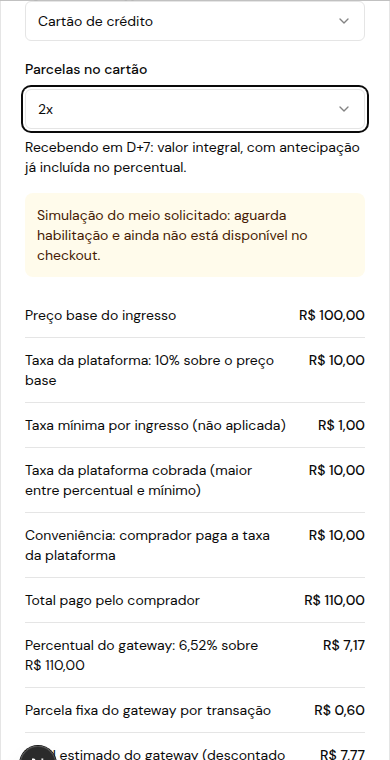 Cartão de crédito
Parcelas no cartão
2x
Recebendo em D+7: valor integral, com antecipação
já incluída no percentual.
Simulação do meio solicitado: aguarda
habilitação e ainda não está disponível no
checkout.
Preço base do ingresso R$ 100,00
Taxa da plataforma: 10% sobre o preço R$ 10,00
base
Taxa mínima por ingresso (não aplicada) R$ 1,00
Taxa da plataforma cobrada (maior R$ 10,00
entre percentual e mínimo)
Conveniência: comprador paga a taxa R$ 10,00
da plataforma
Total pago pelo comprador R$ 110,00
Percentual do gateway: 6,52% sobre R$ 7,17
R$ 110,00
Parcela fixa do gateway por transação R$ 0,60
estimado do gateway (descontado R$ 7,77